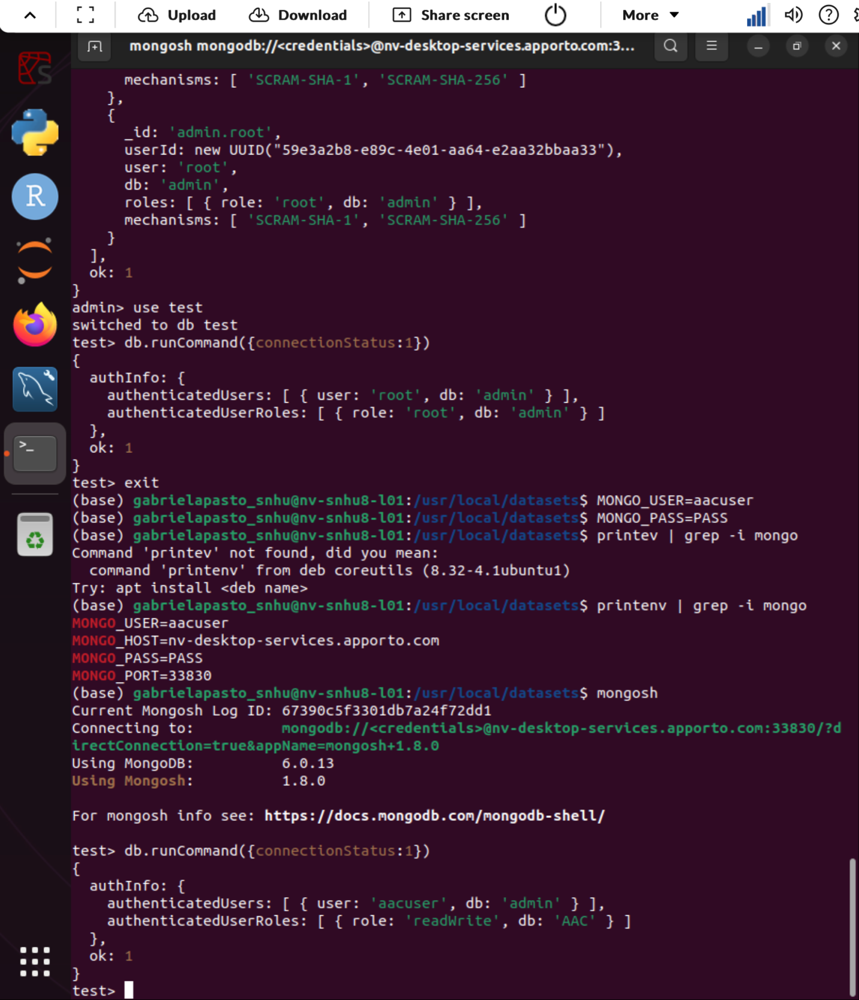 Upload
Download
Share screen
More
mongosh mongodb://<credentials>@nv-desktop-services.apporto.com:3...
      mechanisms: [ 'SCRAM-SHA-1', 'SCRAM-SHA-256' ]
    },
    {
      _id: 'admin.root',
      userId: new UUID("59e3a2b8-e89c-4e01-aa64-e2aa32bbaa33"),
      user: 'root',
      db: 'admin',
      roles: [ { role: 'root', db: 'admin' } ],
      mechanisms: [ 'SCRAM-SHA-1', 'SCRAM-SHA-256' ]
    }
  ],
  ok: 1
}
admin> use test
switched to db test
test> db.runCommand({connectionStatus:1})
{
  authInfo: {
    authenticatedUsers: [ { user: 'root', db: 'admin' } ],
    authenticatedUserRoles: [ { role: 'root', db: 'admin' } ]
  },
  ok: 1
}
test> exit
(base) gabrielapasto_snhu@nv-snhu8-l01:/usr/local/datasets$ MONGO_USER=aacuser
(base) gabrielapasto_snhu@nv-snhu8-l01:/usr/local/datasets$ MONGO_PASS=PASS
(base) gabrielapasto_snhu@nv-snhu8-l01:/usr/local/datasets$ printev | grep -i mongo
Command 'printev' not found, did you mean:
  command 'printenv' from deb coreutils (8.32-4.1ubuntu1)
Try: apt install <deb name>
(base) gabrielapasto_snhu@nv-snhu8-l01:/usr/local/datasets$ printenv | grep -i mongo
MONGO_USER=aacuser
MONGO_HOST=nv-desktop-services.apporto.com
MONGO_PASS=PASS
MONGO_PORT=33830
(base) gabrielapasto_snhu@nv-snhu8-l01:/usr/local/datasets$ mongosh
Current Mongosh Log ID: 67390c5f3301db7a24f72dd1
Connecting to:          mongodb://<credentials>@nv-desktop-services.apporto.com:33830/?d
irectConnection=true&appName=mongosh+1.8.0
Using MongoDB:          6.0.13
Using Mongosh:          1.8.0

For mongosh info see: https://docs.mongodb.com/mongodb-shell/

test> db.runCommand({connectionStatus:1})
{
  authInfo: {
    authenticatedUsers: [ { user: 'aacuser', db: 'admin' } ],
    authenticatedUserRoles: [ { role: 'readWrite', db: 'AAC' } ]
  },
  ok: 1
}
test>